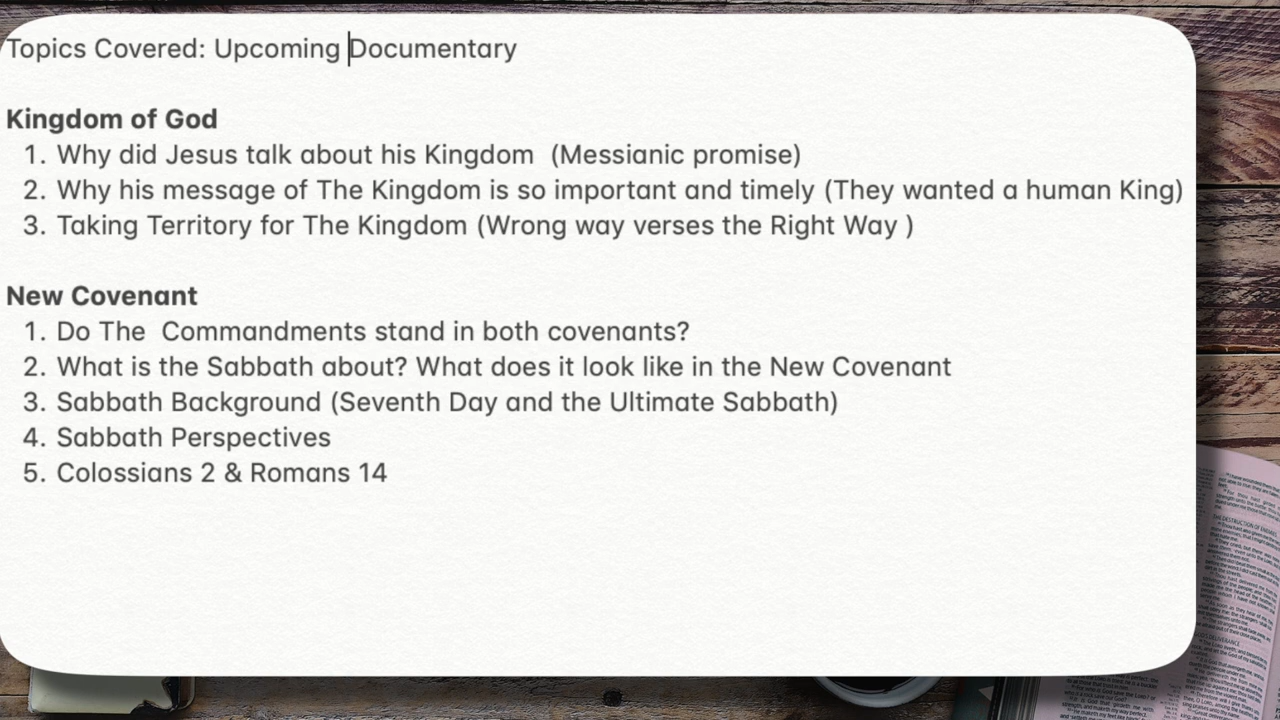 Topics Covered: Upcoming Documentary
Kingdom of God
1. Why did Jesus talk about his Kingdom  (Messianic promise)
2. Why his message of The Kingdom is so important and timely (They wanted a human King)
3. Taking Territory for The Kingdom (Wrong way verses the Right Way )
New Covenant
1. Do The  Commandments stand in both covenants?
2. What is the Sabbath about? What does it look like in the New Covenant
3. Sabbath Background (Seventh Day and the Ultimate Sabbath)
4. Sabbath Perspectives
5. Colossians 2 & Romans 14